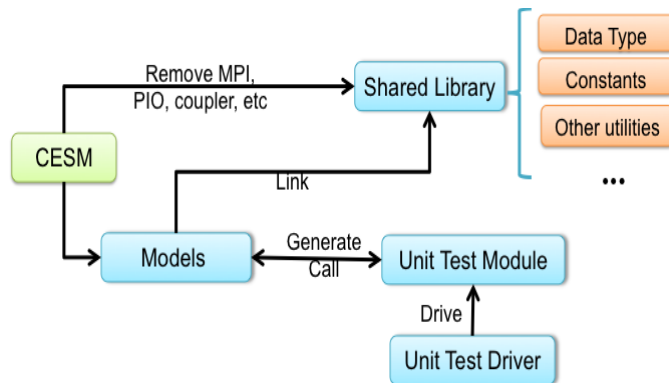 Data Type
Remove MPI,
PIO, coupler, etc
Shared Library
Constants
Other utilities
...
CESM
Link
Models
Generate
Call
Unit Test Module
Drive
Unit Test Driver